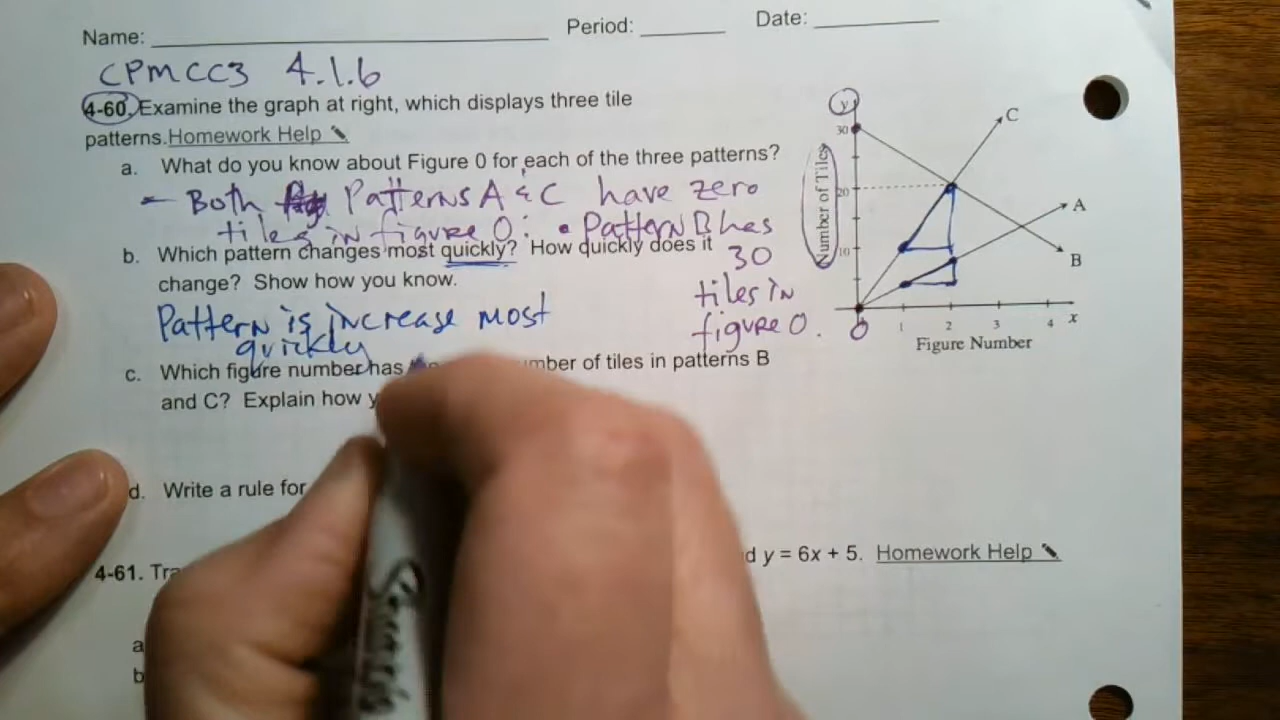 Name: Period: Date:
CPMCC3 4.1.6
4-60. Examine the graph at right, which displays three tile
patterns. Homework Help
a. What do you know about Figure 0 for each of the three patterns?
- Both Patterns A & C have zero
tiles in figure 0. • Pattern B has
30
tiles in
figure 0.
b. Which pattern changes most quickly? How quickly does it
change? Show how you know.
Pattern is increase most
quickly
c. Which figure number has number of tiles in patterns B
and C? Explain how
d. Write a rule for
4-61.
y = 6x + 5. Homework Help
a
b
y
30
20
10
Number of Tiles
C
A
B
0 1 2 3 4 x
Figure Number